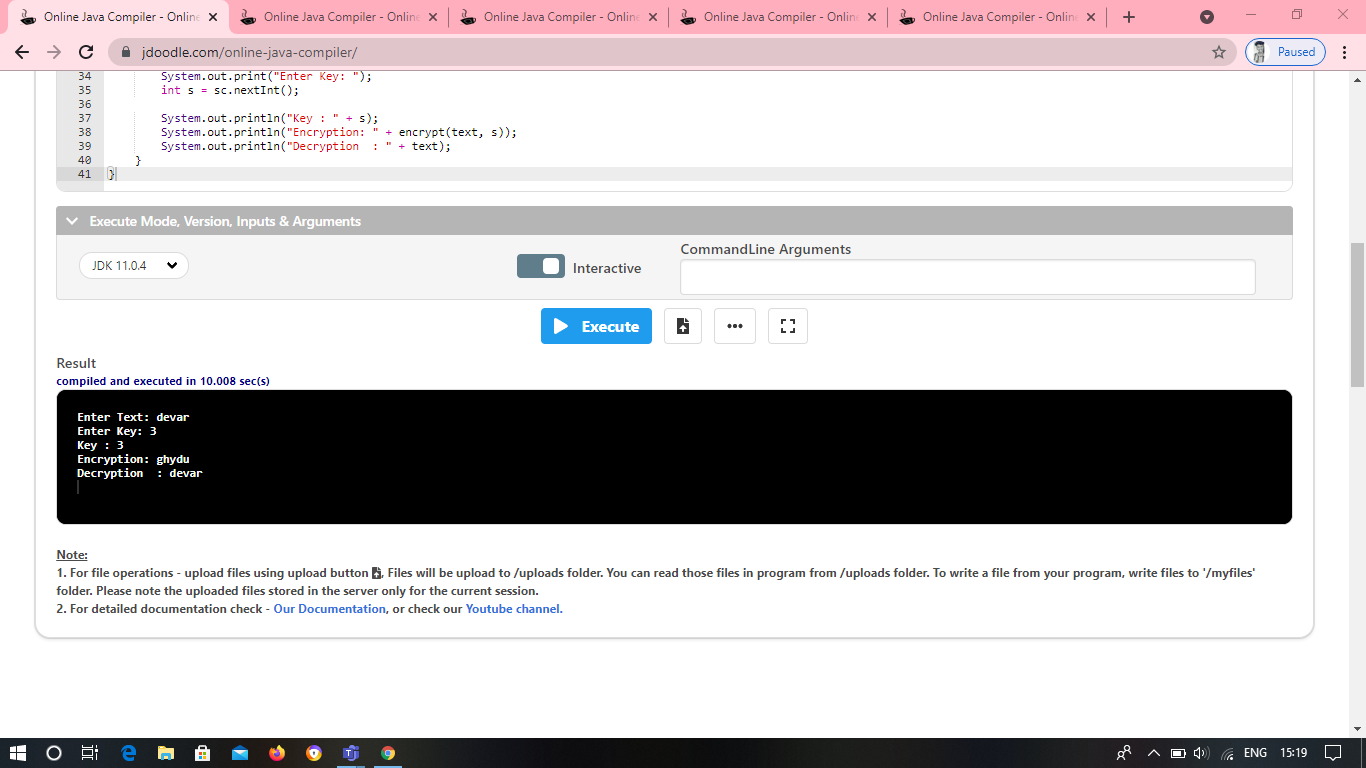 Online Java Compiler - Online
Online Java Compiler - Online
Online Java Compiler - Online
Online Java Compiler - Online
Online Java Compiler - Online
jdoodle.com/online-java-compiler/
Paused
34 System.out.print("Enter Key: ");
35 int s = sc.nextInt();
36
37 System.out.println("Key : " + s);
38 System.out.println("Encryption: " + encrypt(text, s));
39 System.out.println("Decryption  : " + text);
40 }
41 }
Execute Mode, Version, Inputs & Arguments
JDK 11.0.4
Interactive
CommandLine Arguments
Execute
Result
compiled and executed in 10.008 sec(s)
Enter Text: devar
Enter Key: 3
Key : 3
Encryption: ghydu
Decryption  : devar
Note:
1. For file operations - upload files using upload button , Files will be upload to /uploads folder. You can read those files in program from /uploads folder. To write a file from your program, write files to '/myfiles'
folder. Please note the uploaded files stored in the server only for the current session.
2. For detailed documentation check - Our Documentation, or check our Youtube channel.
ENG
15:19